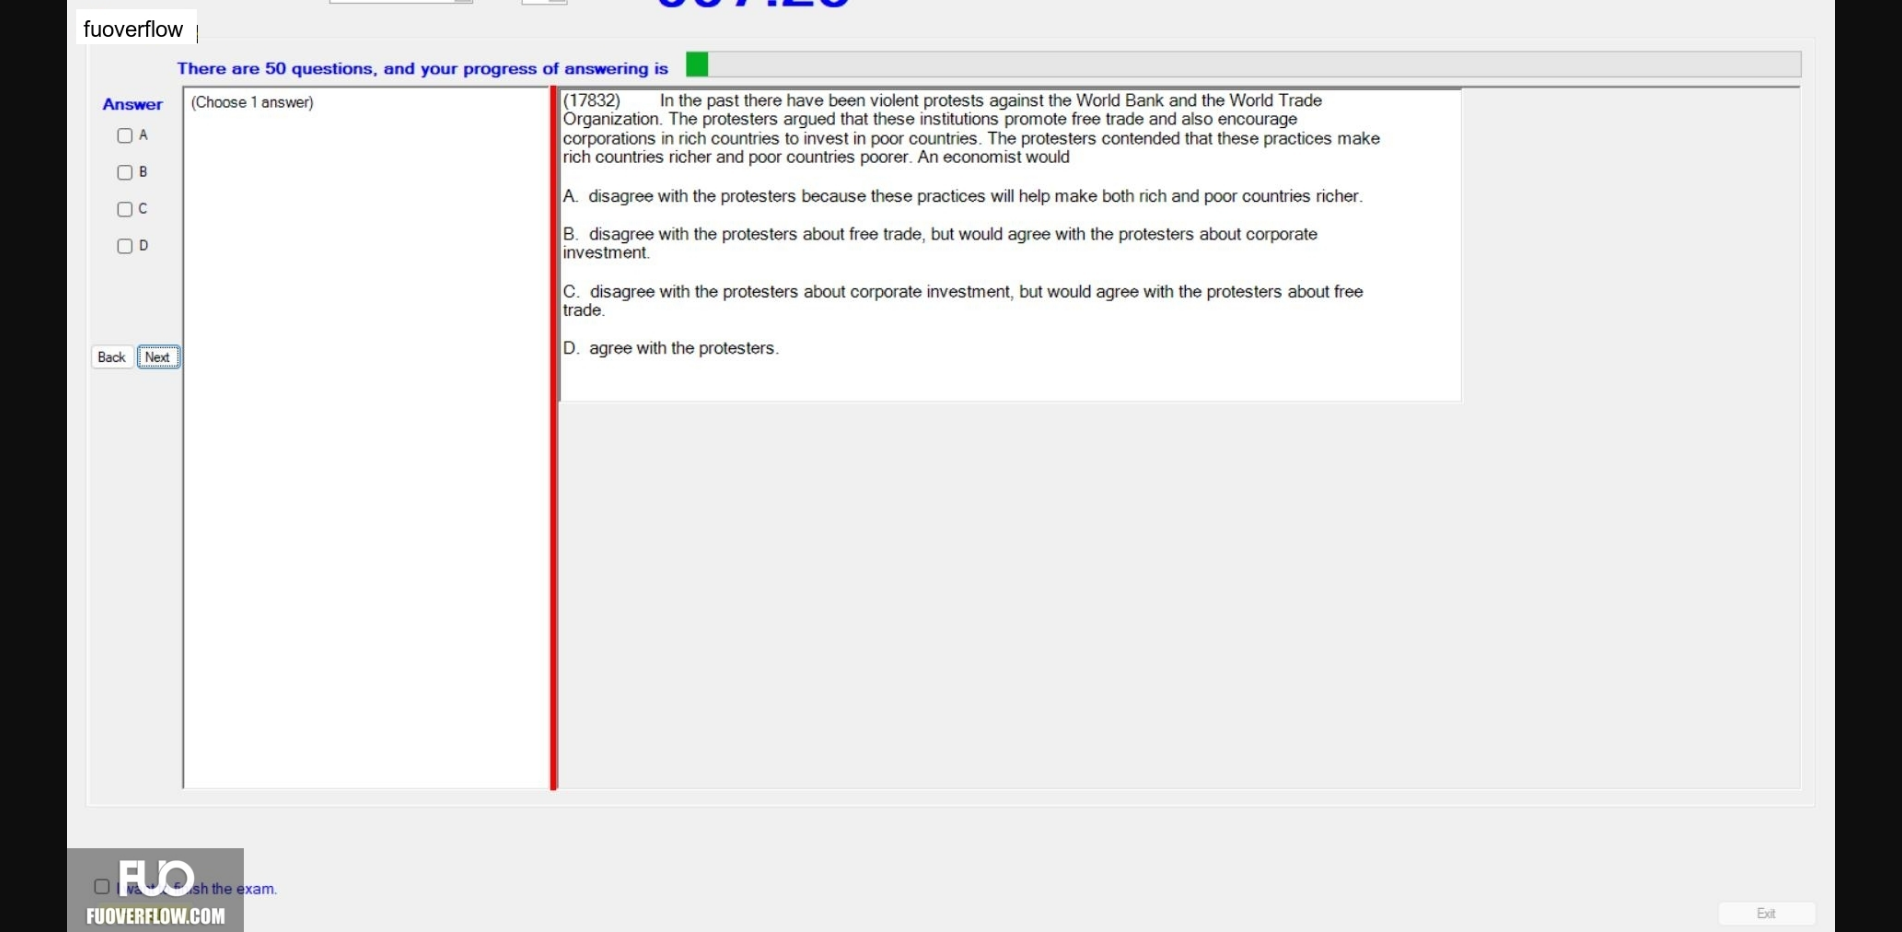 fuoverflow
There are 50 questions, and your progress of answering is
Answer
(Choose 1 answer)
A
B
C
D
Back
Next
(17832) In the past there have been violent protests against the World Bank and the World Trade
Organization. The protesters argued that these institutions promote free trade and also encourage
corporations in rich countries to invest in poor countries. The protesters contended that these practices make
rich countries richer and poor countries poorer. An economist would
A. disagree with the protesters because these practices will help make both rich and poor countries richer.
B. disagree with the protesters about free trade, but would agree with the protesters about corporate
investment.
C. disagree with the protesters about corporate investment, but would agree with the protesters about free
trade.
D. agree with the protesters.
FUO
the exam.
FUOVERFLOW.COM
Exit